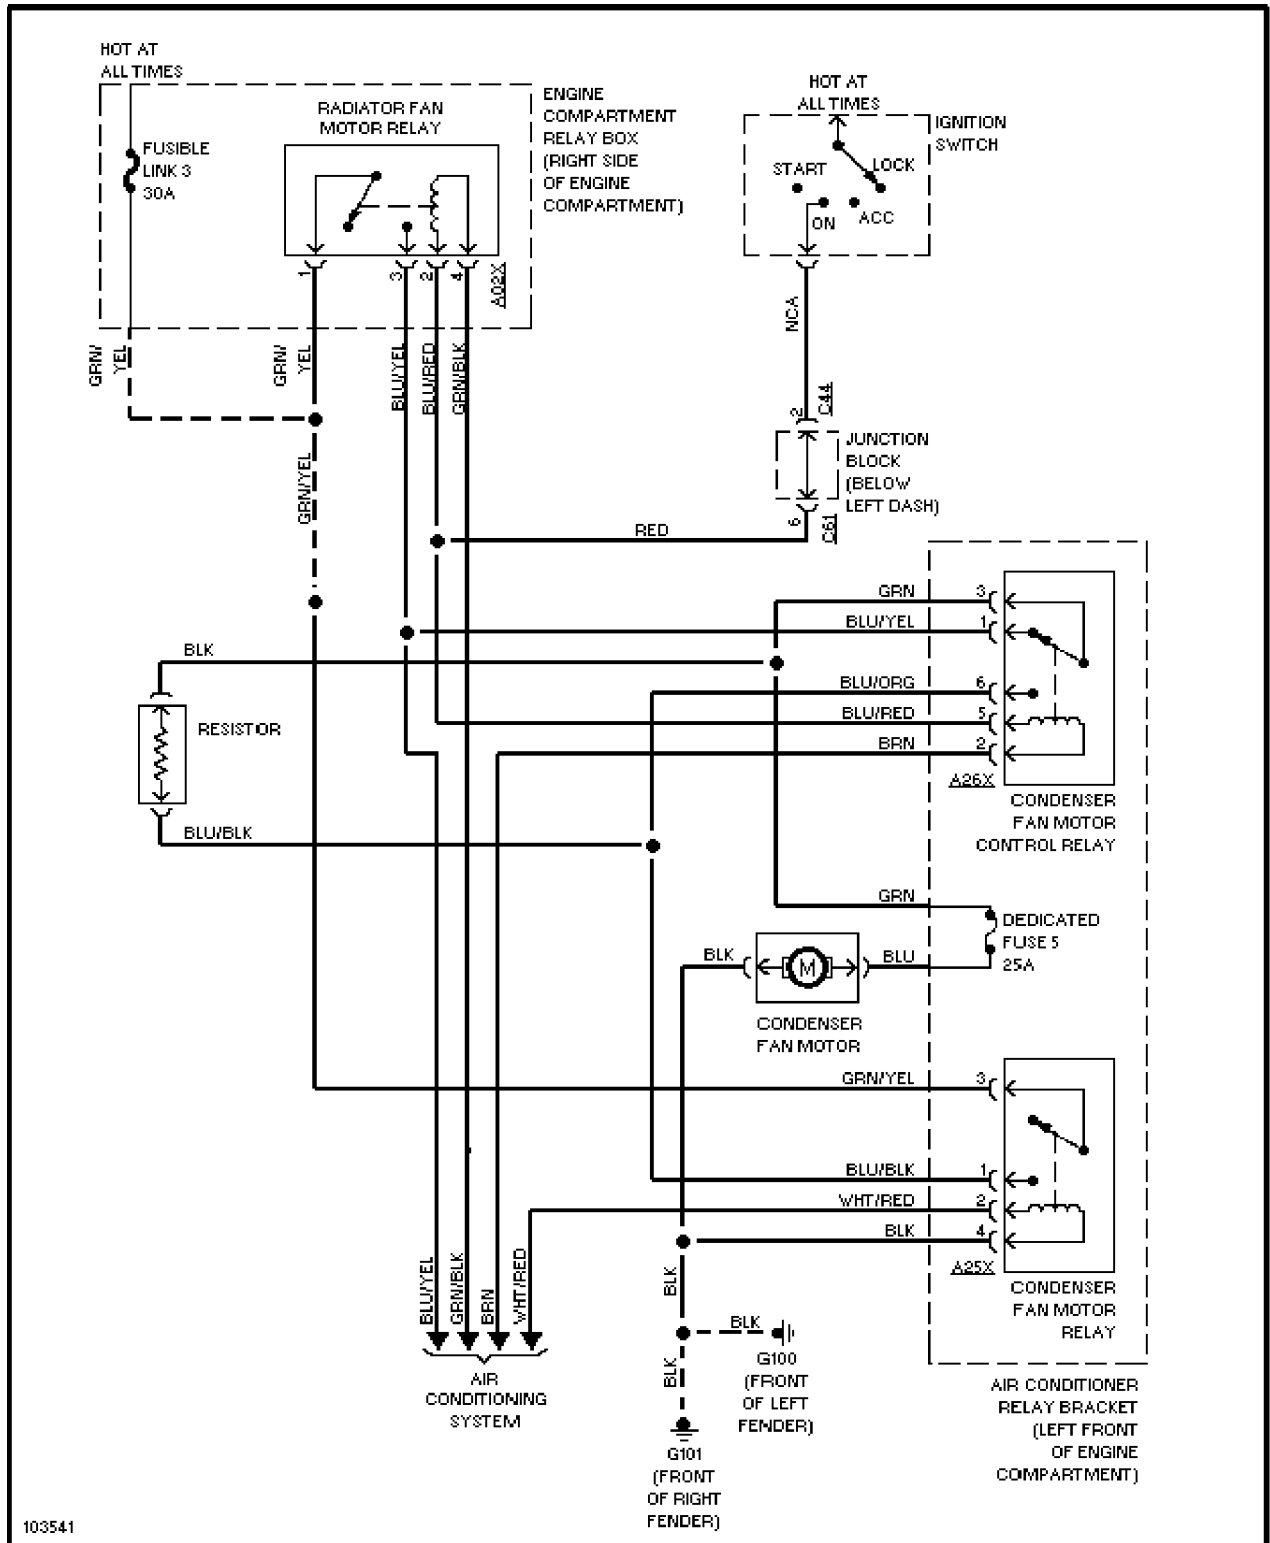 HOT AT
ALL TIMES
FUSIBLE
LINK 3
30A
RADIATOR FAN
MOTOR RELAY
ENGINE
COMPARTMENT
RELAY BOX
(RIGHT SIDE
OF ENGINE
COMPARTMENT)
1
3
2
4
A02X
HOT AT
ALL TIMES
IGNITION
SWITCH
START
LOCK
ON
ACC
NCA
2
C44
JUNCTION
BLOCK
(BELOW
LEFT DASH)
6
C61
RED
GRN/
YEL
GRN/
YEL
BLU/YEL
BLU/RED
GRN/BLK
GRN/YEL
BLK
RESISTOR
BLU/BLK
GRN
3
BLU/YEL
1
BLU/ORG
6
BLU/RED
5
BRN
2
A26X
CONDENSER
FAN MOTOR
CONTROL RELAY
GRN
DEDICATED
FUSE 5
25A
BLK
M
BLU
CONDENSER
FAN MOTOR
GRN/YEL
3
BLU/BLK
1
WHT/RED
2
BLK
4
A25X
CONDENSER
FAN MOTOR
RELAY
BLU/YEL
GRN/BLK
BRN
WHT/RED
AIR
CONDITIONING
SYSTEM
BLK
BLK
BLK
G100
(FRONT
OF LEFT
FENDER)
G101
(FRONT
OF RIGHT
FENDER)
AIR CONDITIONER
RELAY BRACKET
(LEFT FRONT
OF ENGINE
COMPARTMENT)
103541